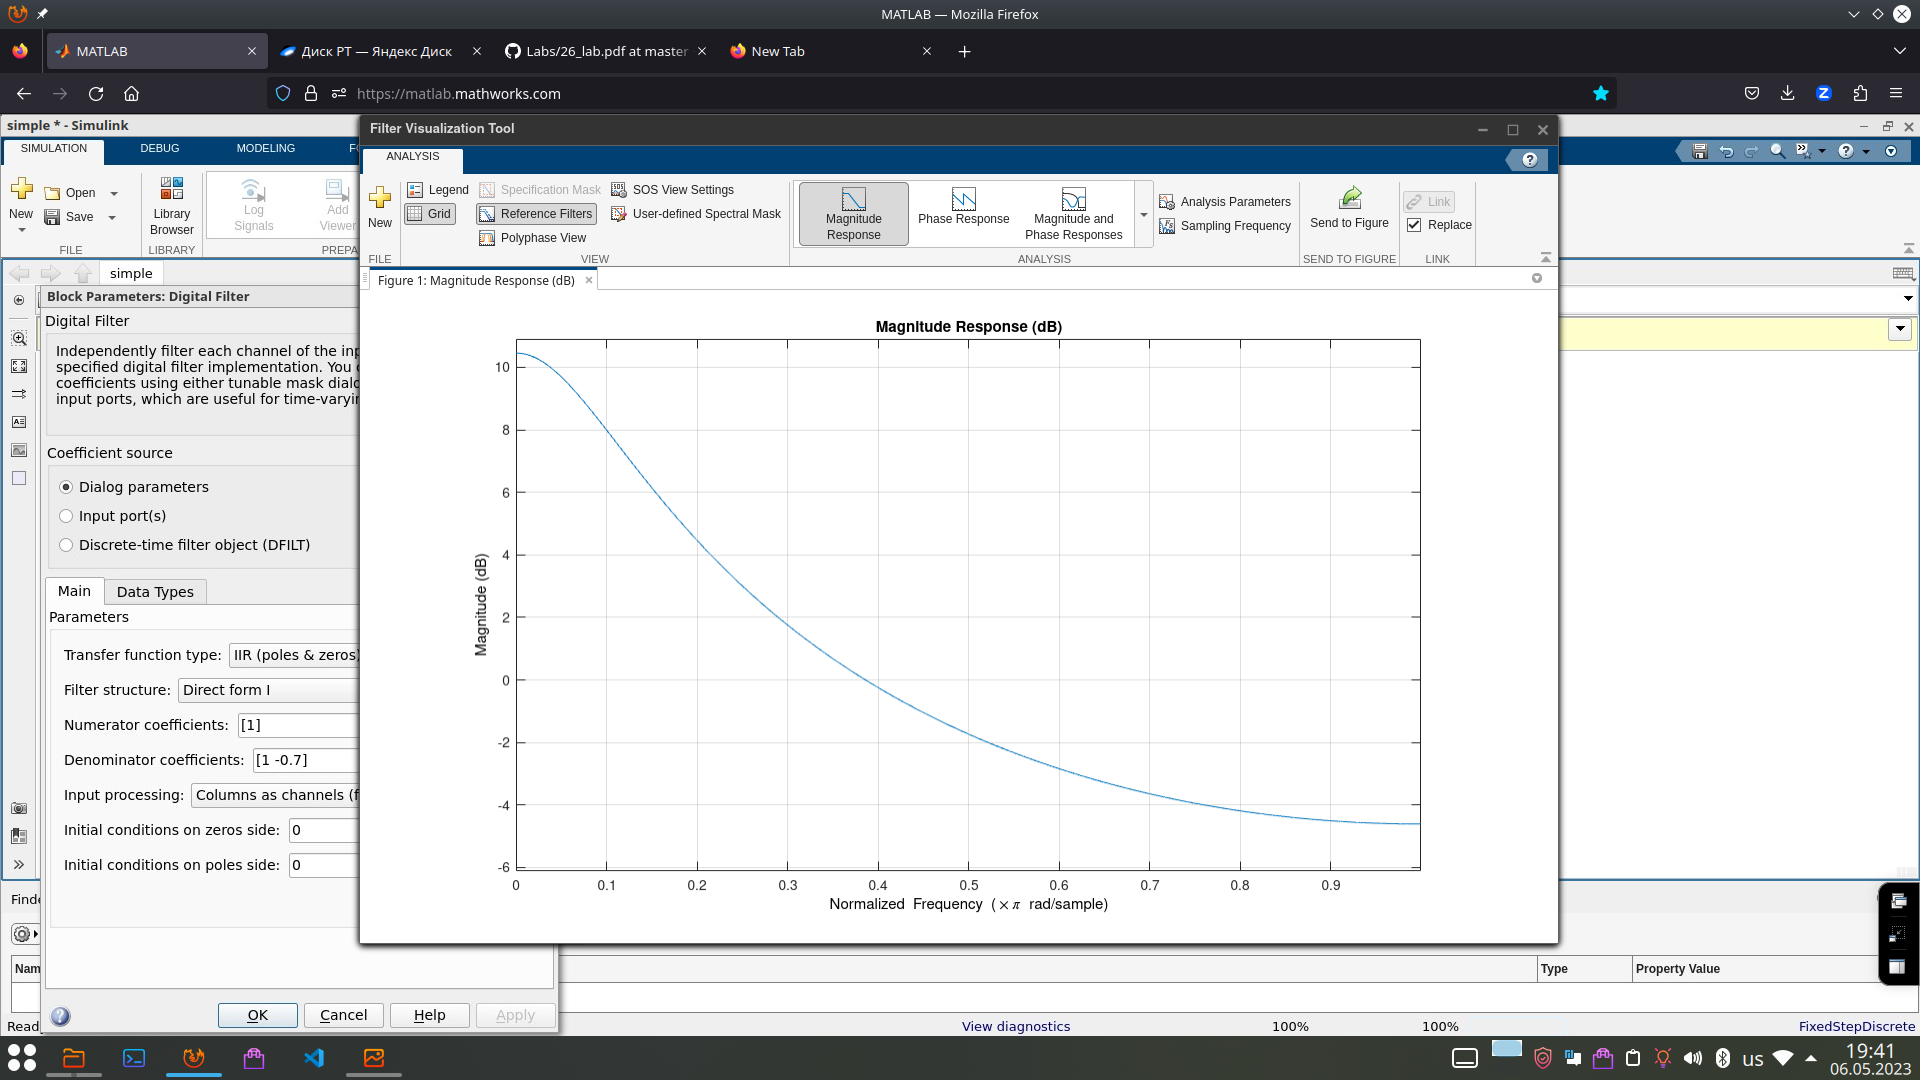 MATLAB — Mozilla Firefox
MATLAB
Диск РТ — Яндекс Диск
Labs/26_lab.pdf at master
New Tab
https://matlab.mathworks.com
simple * - Simulink
SIMULATION
DEBUG
MODELING
New
Open
Save
Library
Browser
Log
Signals
Add
Viewer
FILE
LIBRARY
PREPA
simple
Block Parameters: Digital Filter
Digital Filter
Independently filter each channel of the inp
specified digital filter implementation. You
coefficients using either tunable mask dialo
input ports, which are useful for time-varyin
Coefficient source
Dialog parameters
Input port(s)
Discrete-time filter object (DFILT)
Main
Data Types
Parameters
Transfer function type: IIR (poles & zeros)
Filter structure: Direct form I
Numerator coefficients: [1]
Denominator coefficients: [1 -0.7]
Input processing: Columns as channels (f
Initial conditions on zeros side: 0
Initial conditions on poles side: 0
OK
Cancel
Help
Apply
Filter Visualization Tool
ANALYSIS
New
Legend
Grid
Specification Mask
Reference Filters
Polyphase View
SOS View Settings
User-defined Spectral Mask
Magnitude
Response
Phase Response
Magnitude and
Phase Responses
Analysis Parameters
Sampling Frequency
Send to Figure
Link
Replace
FILE
VIEW
ANALYSIS
SEND TO FIGURE
LINK
Figure 1: Magnitude Response (dB)
Magnitude Response (dB)
Magnitude (dB)
10
8
6
4
2
0
-2
-4
-6
0 0.1 0.2 0.3 0.4 0.5 0.6 0.7 0.8 0.9
Normalized Frequency (×π rad/sample)
Type
Property Value
View diagnostics
100%
100%
FixedStepDiscrete
us
19:41
06.05.2023